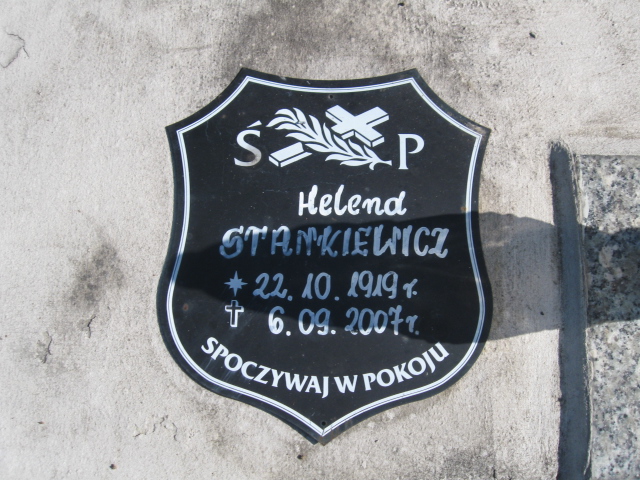 Ś P
Helena
STANKIEWICZ
22.10.1919 r.
6.09.2007 r.
SPOCZYWAJ W POKOJU